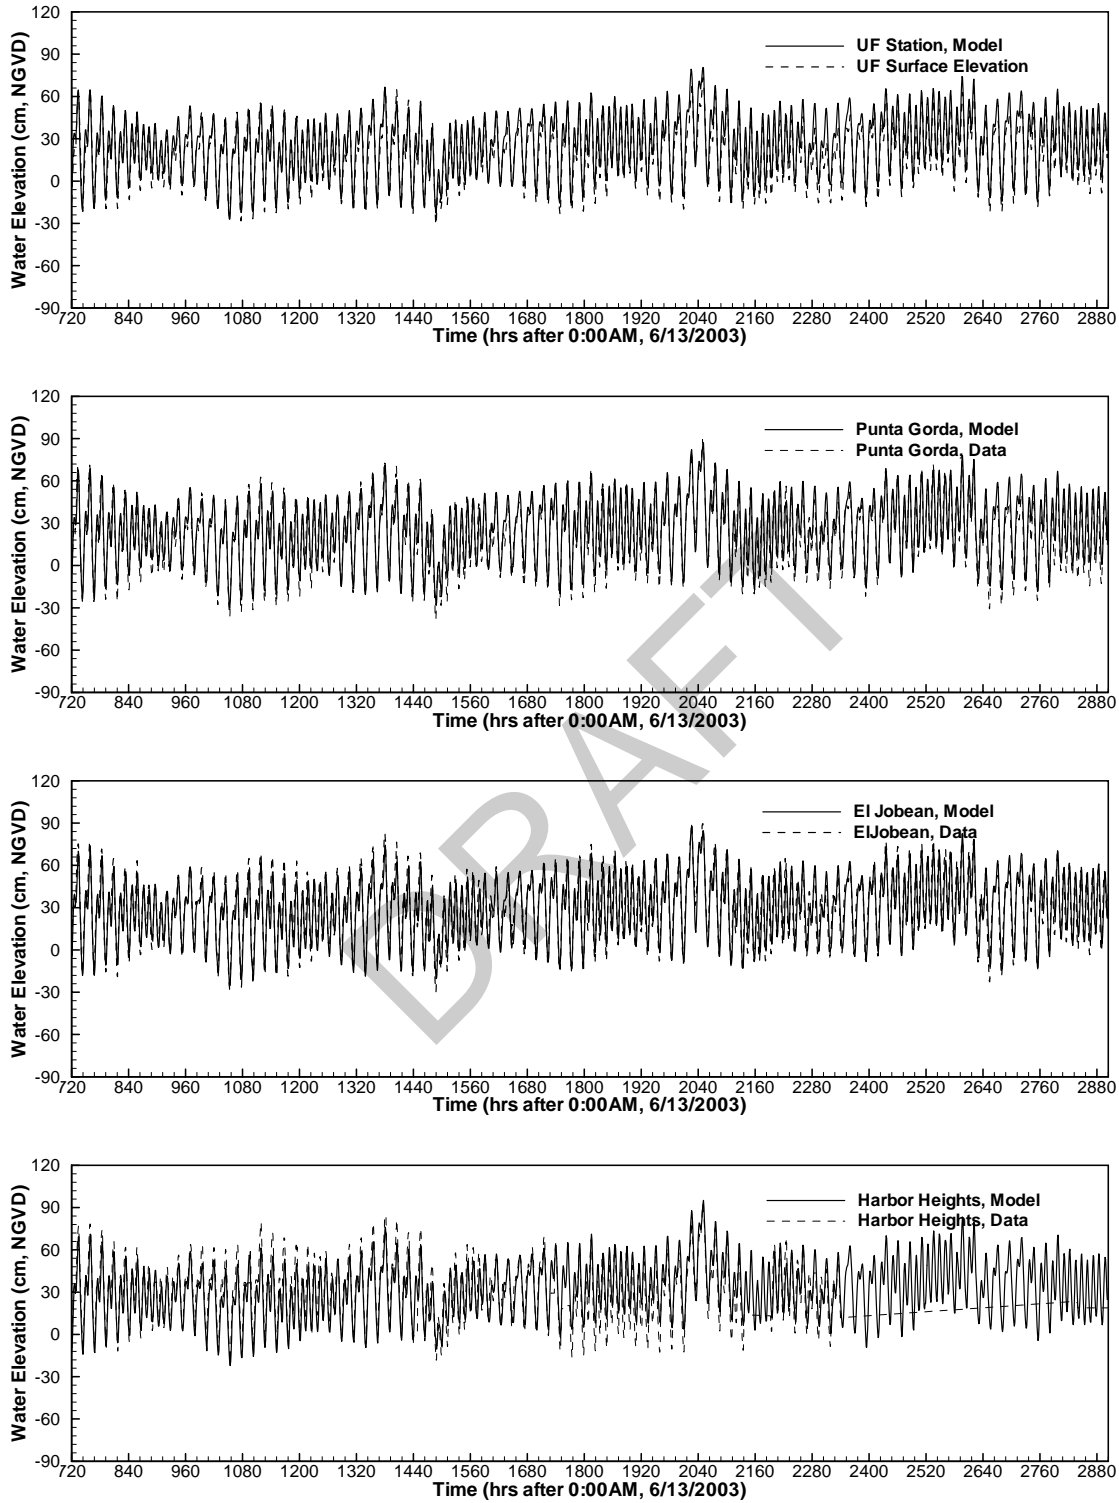 120
90
60
30
0
-30
-60
-90
Water Elevation (cm, NGVD)
UF Station, Model
UF Surface Elevation
720 840 960 1080 1200 1320 1440 1560 1680 1800 1920 2040 2160 2280 2400 2520 2640 2760 2880
Time (hrs after 0:00AM, 6/13/2003)
120
90
60
30
0
-30
-60
-90
Water Elevation (cm, NGVD)
Punta Gorda, Model
Punta Gorda, Data
720 840 960 1080 1200 1320 1440 1560 1680 1800 1920 2040 2160 2280 2400 2520 2640 2760 2880
Time (hrs after 0:00AM, 6/13/2003)
DRAFT
120
90
60
30
0
-30
-60
-90
Water Elevation (cm, NGVD)
El Jobean, Model
ElJobean, Data
720 840 960 1080 1200 1320 1440 1560 1680 1800 1920 2040 2160 2280 2400 2520 2640 2760 2880
Time (hrs after 0:00AM, 6/13/2003)
120
90
60
30
0
-30
-60
-90
Water Elevation (cm, NGVD)
Harbor Heights, Model
Harbor Heights, Data
720 840 960 1080 1200 1320 1440 1560 1680 1800 1920 2040 2160 2280 2400 2520 2640 2760 2880
Time (hrs after 0:00AM, 6/13/2003)